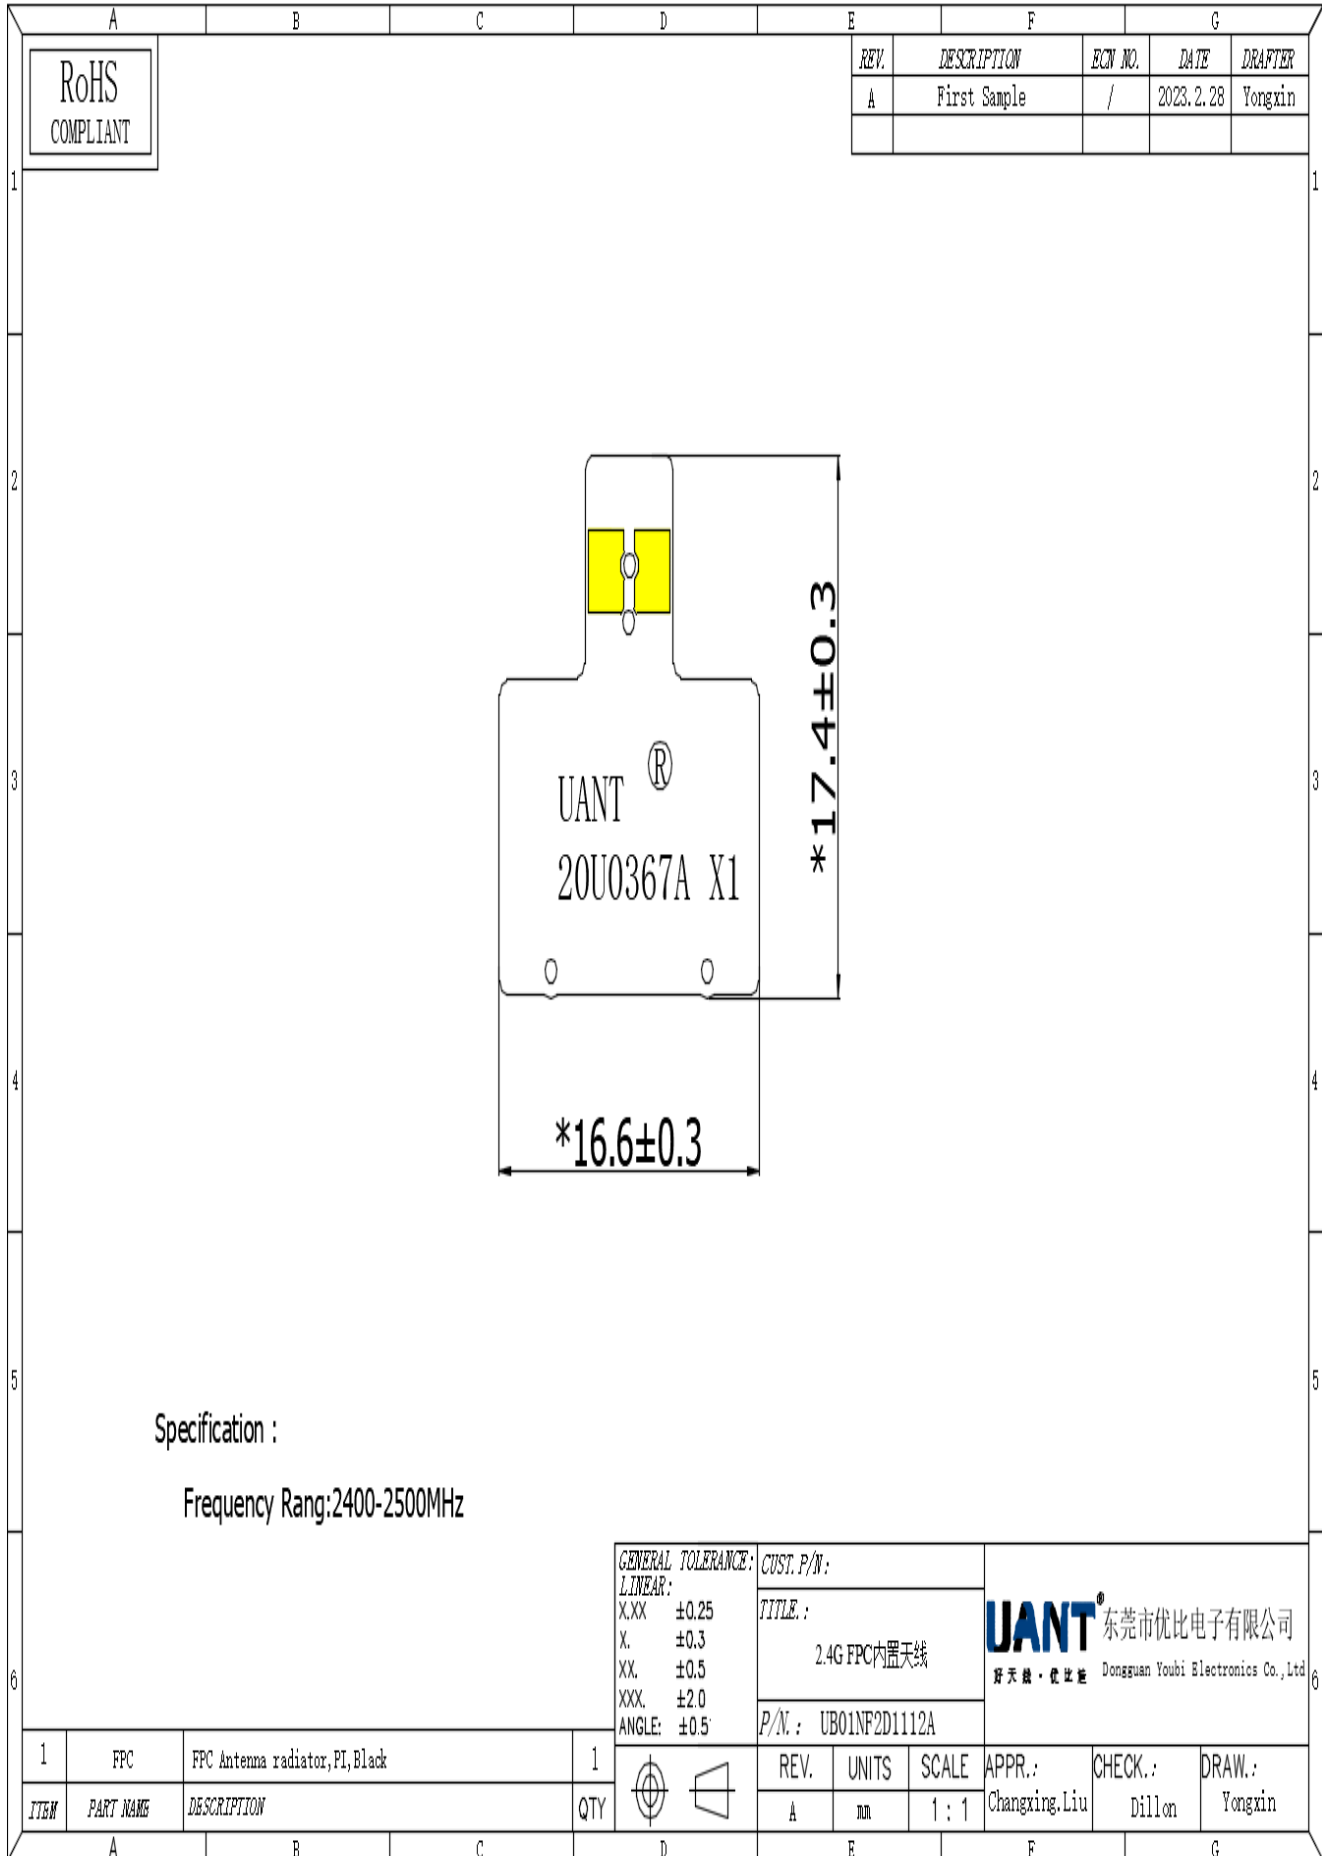 A B C D E F G
RoHS
COMPLIANT
REV. DESCRIPTION ECN NO. DATE DRAFTER
A First Sample / 2023.2.28 Yongxin
1 1
2 2
3 3
4 4
5 5
6 6
*17.4±0.3
UANT ®
20U0367A X1
*16.6±0.3
Specification :
Frequency Rang:2400-2500MHz
GENERAL TOLERANCE:
LINEAR:
X.XX ±0.25
X. ±0.3
XX. ±0.5
XXX. ±2.0
ANGLE: ±0.5°
CUST.P/N:
TITLE.:
2.4G FPC内置天线
P/N.: UB01NF2D1112A
UANT®
好天线·优比造
东莞市优比电子有限公司
Dongguan Youbi Electronics Co.,Ltd
1 FPC FPC Antenna radiator,PI,Black 1
ITEM PART NAME DESCRIPTION QTY
REV. UNITS SCALE
A mm 1:1
APPR.: CHECK.: DRAW.:
Changxing.Liu Dillon Yongxin
A B C D E F G